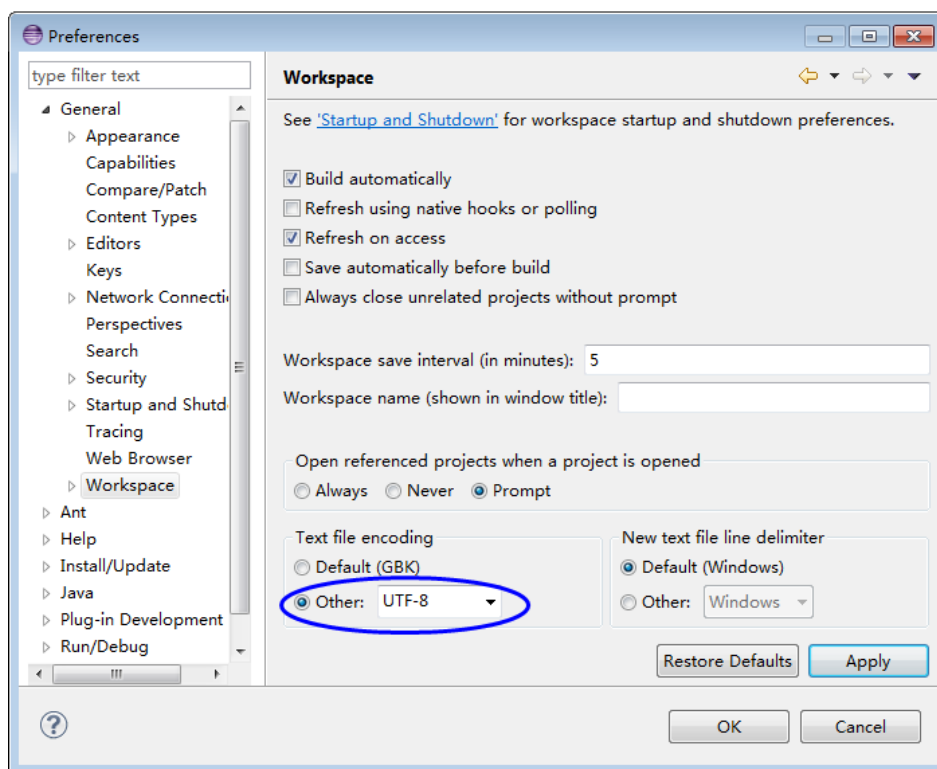 Preferences
type filter text
General
Appearance
Capabilities
Compare/Patch
Content Types
Editors
Keys
Network Connecti
Perspectives
Search
Security
Startup and Shutd
Tracing
Web Browser
Workspace
Ant
Help
Install/Update
Java
Plug-in Development
Run/Debug
Workspace
See 'Startup and Shutdown' for workspace startup and shutdown preferences.
Build automatically
Refresh using native hooks or polling
Refresh on access
Save automatically before build
Always close unrelated projects without prompt
Workspace save interval (in minutes): 5
Workspace name (shown in window title):
Open referenced projects when a project is opened
Always Never Prompt
Text file encoding
Default (GBK)
Other: UTF-8
New text file line delimiter
Default (Windows)
Other: Windows
Restore Defaults Apply
? OK Cancel